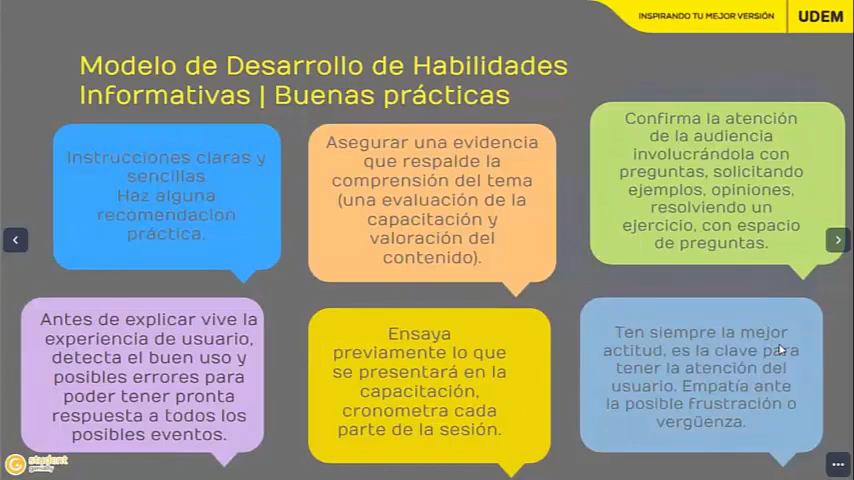 INSPIRANDO TU MEJOR VERSIÓN
UDEM
Modelo de Desarrollo de Habilidades
Informativas | Buenas prácticas
Instrucciones claras y
sencillas
Haz alguna
recomendacion
práctica.
Asegurar una evidencia
que respalde la
comprensión del tema
(una evaluación de la
capacitación y
valoración del
contenido).
Confirma la atención
de la audiencia
involucrándola con
preguntas, solicitando
ejemplos, opiniones,
resolviendo un
ejercicio, con espacio
de preguntas.
Antes de explicar vive la
experiencia de usuario,
detecta el buen uso y
posibles errores para
poder tener pronta
respuesta a todos los
posibles eventos.
Ensaya
previamente lo que
se presentará en la
capacitación,
cronometra cada
parte de la sesión.
Ten siempre la mejor
actitud, es la clave para
tener la atención del
usuario. Empatía ante
la posible frustración o
vergüenza.
student